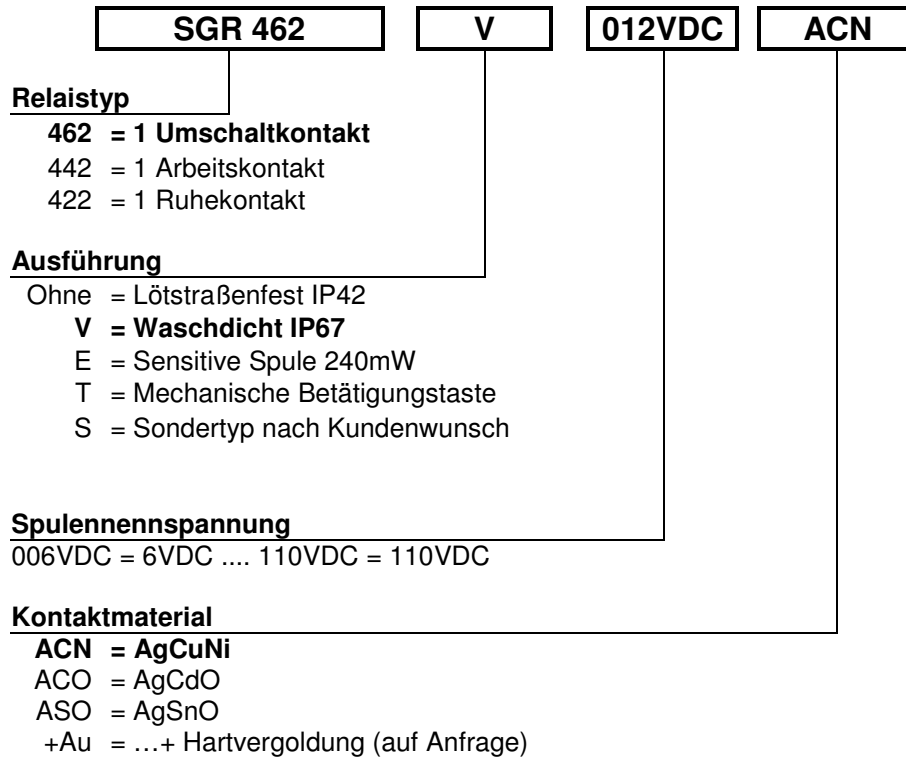 SGR 462 V 012VDC ACN
Relaistyp
462 = 1 Umschaltkontakt
442 = 1 Arbeitskontakt
422 = 1 Ruhekontakt
Ausführung
Ohne = Lötstraßenfest IP42
V = Waschdicht IP67
E = Sensitive Spule 240mW
T = Mechanische Betätigungstaste
S = Sondertyp nach Kundenwunsch
Spulennennspannung
006VDC = 6VDC .... 110VDC = 110VDC
Kontaktmaterial
ACN = AgCuNi
ACO = AgCdO
ASO = AgSnO
+Au = …+ Hartvergoldung (auf Anfrage)